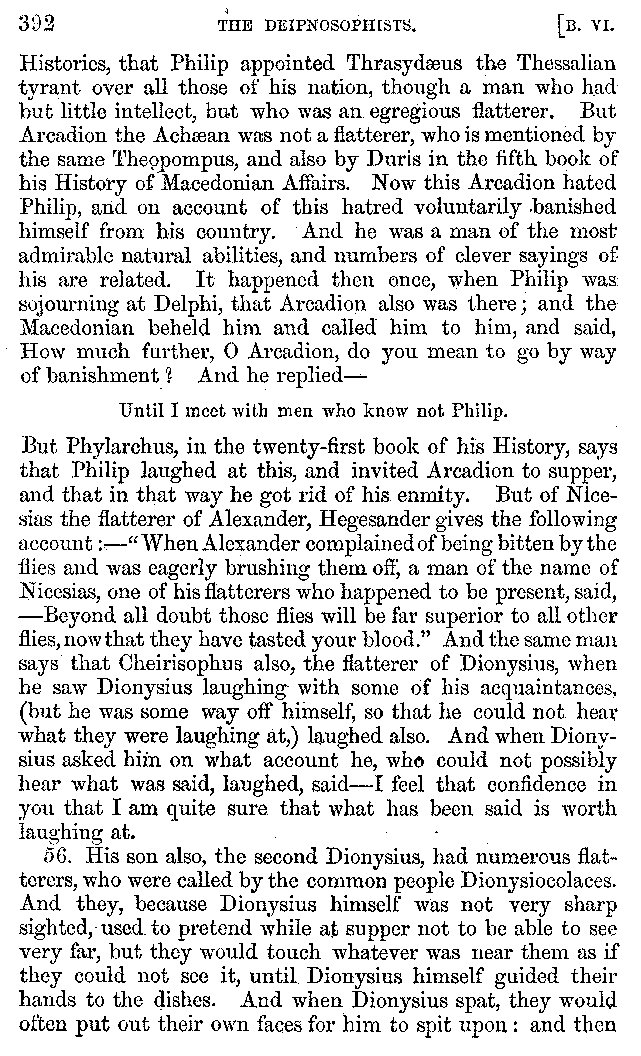 392 THE DEIPNOSOPHISTS. [B. VI.
Histories, that Philip appointed Thrasydæus the Thessalian
tyrant over all those of his nation, though a man who had
but little intellect, but who was an egregious flatterer. But
Arcadion the Achæan was not a flatterer, who is mentioned by
the same Theopompus, and also by Duris in the fifth book of
his History of Macedonian Affairs. Now this Arcadion hated
Philip, and on account of this hatred voluntarily banished
himself from his country. And he was a man of the most
admirable natural abilities, and numbers of clever sayings of
his are related. It happened then once, when Philip was
sojourning at Delphi, that Arcadion also was there; and the
Macedonian beheld him and called him to him, and said,
How much further, O Arcadion, do you mean to go by way
of banishment? And he replied—
Until I meet with men who know not Philip.
But Phylarchus, in the twenty-first book of his History, says
that Philip laughed at this, and invited Arcadion to supper,
and that in that way he got rid of his enmity. But of Nice-
sias the flatterer of Alexander, Hegesander gives the following
account:—“When Alexander complained of being bitten by the
flies and was eagerly brushing them off, a man of the name of
Nicesias, one of his flatterers who happened to be present, said,
—Beyond all doubt those flies will be far superior to all other
flies, now that they have tasted your blood.” And the same man
says that Cheirisophus also, the flatterer of Dionysius, when
he saw Dionysius laughing with some of his acquaintances,
(but he was some way off himself, so that he could not hear
what they were laughing at,) laughed also. And when Diony-
sius asked him on what account he, who could not possibly
hear what was said, laughed, said—I feel that confidence in
you that I am quite sure that what has been said is worth
laughing at.
56. His son also, the second Dionysius, had numerous flat-
terers, who were called by the common people Dionysiocolaces.
And they, because Dionysius himself was not very sharp
sighted, used to pretend while at supper not to be able to see
very far, but they would touch whatever was near them as if
they could not see it, until Dionysius himself guided their
hands to the dishes. And when Dionysius spat, they would
often put out their own faces for him to spit upon: and then